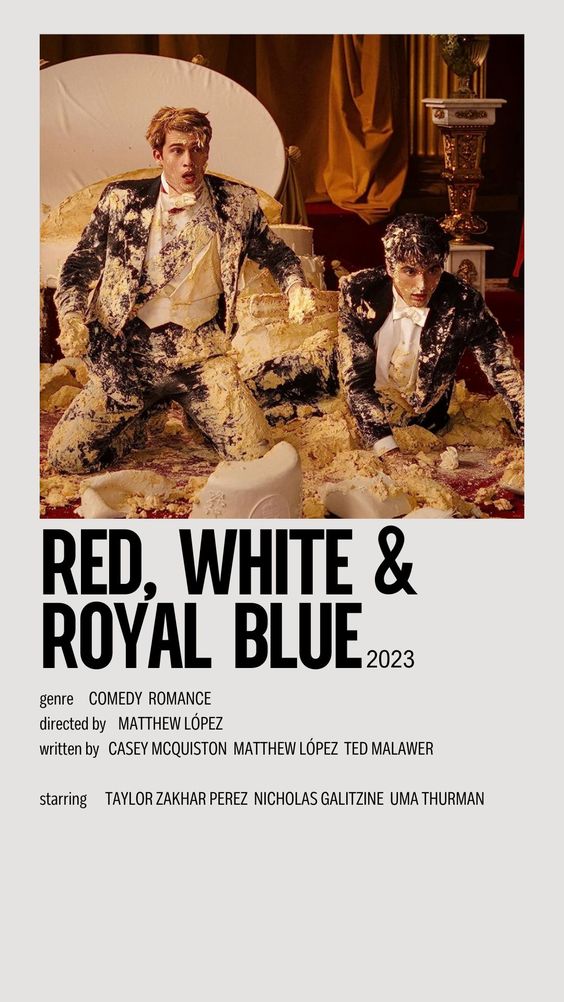 RED, WHITE &
ROYAL BLUE 2023
genre COMEDY ROMANCE
directed by MATTHEW LÓPEZ
written by CASEY MCQUISTON MATTHEW LÓPEZ TED MALAWER
starring TAYLOR ZAKHAR PEREZ NICHOLAS GALITZINE UMA THURMAN